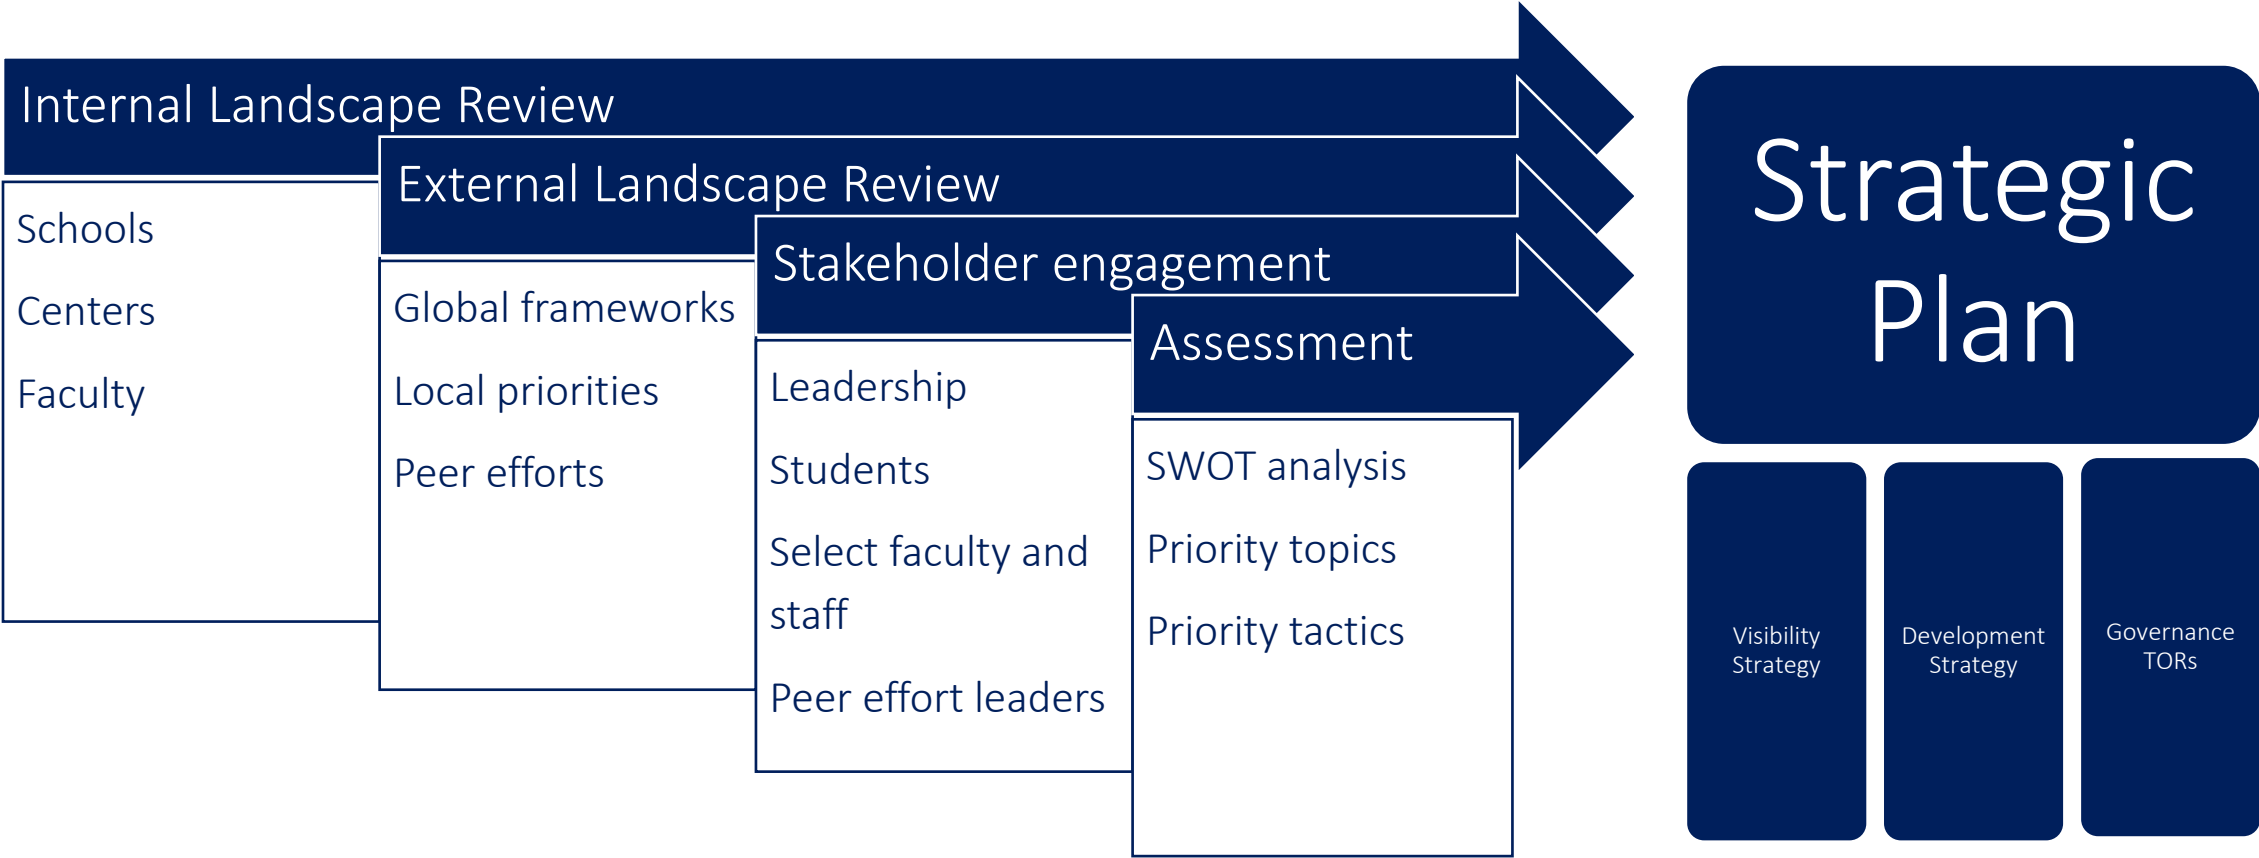 Internal Landscape Review
Schools
Centers
Faculty
External Landscape Review
Global frameworks
Local priorities
Peer efforts
Stakeholder engagement
Leadership
Students
Select faculty and
staff
Peer effort leaders
Assessment
SWOT analysis
Priority topics
Priority tactics
Strategic
Plan
Visibility
Strategy
Development
Strategy
Governance
TORs